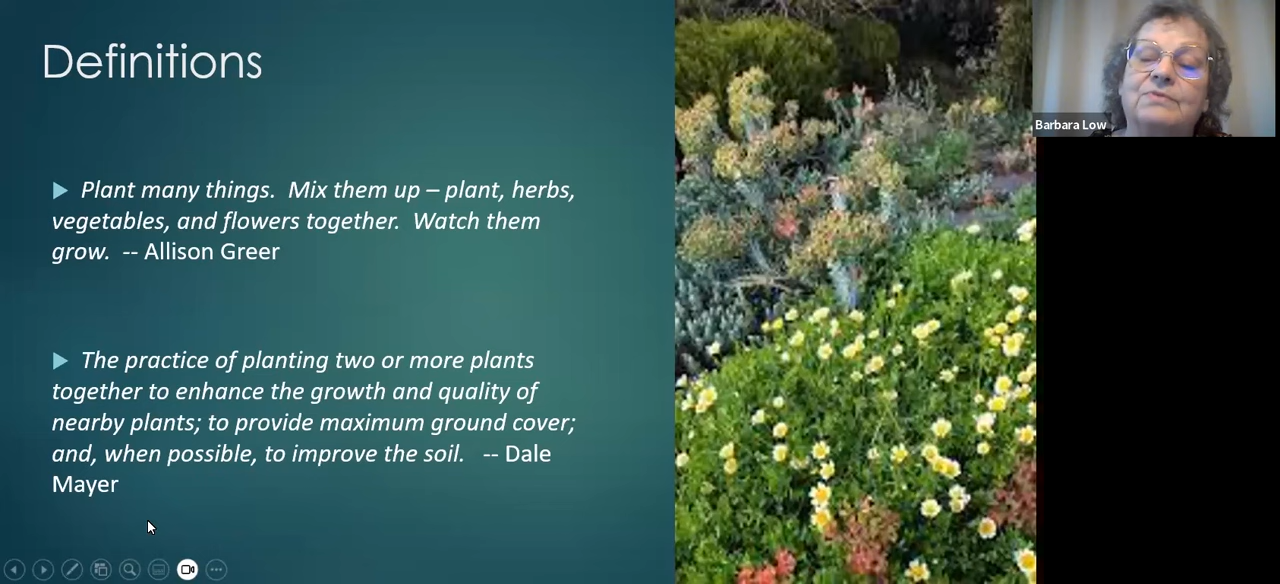 Definitions
Plant many things.  Mix them up – plant, herbs,
vegetables, and flowers together.  Watch them
grow.  -- Allison Greer
The practice of planting two or more plants
together to enhance the growth and quality of
nearby plants; to provide maximum ground cover;
and, when possible, to improve the soil.   -- Dale
Mayer
Barbara Low